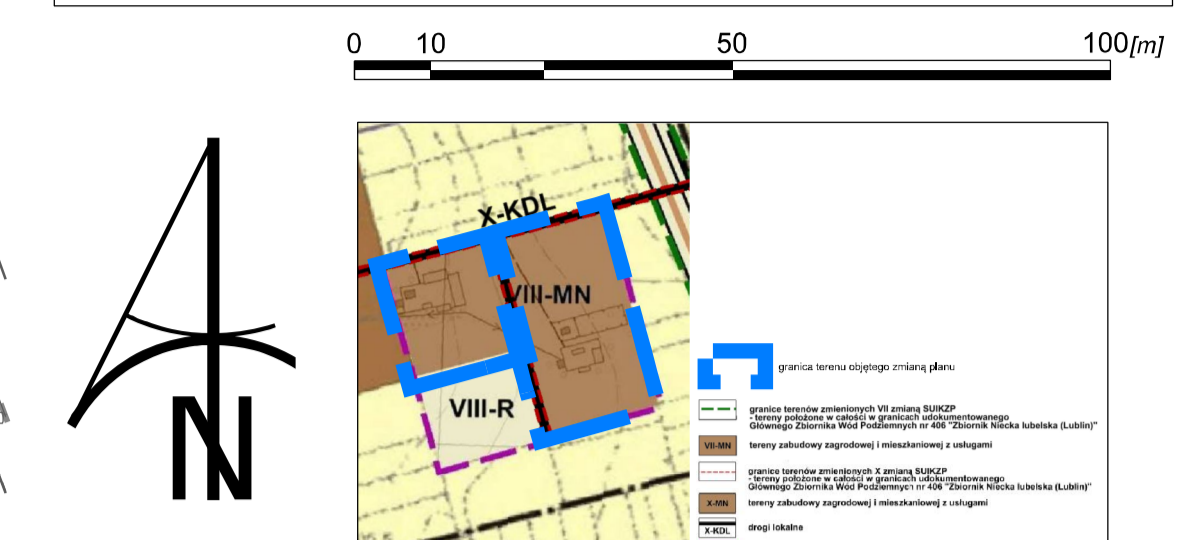 0 10 50 100[m]
N
X-KDL
VIII-MN
VIII-R
granica terenu objętego zmianą planu
granice terenów zmienionych VII zmianą SUIKZP
- tereny położone w całości w granicach udokumentowanego
Głównego Zbiornika Wód Podziemnych nr 406 "Zbiornik Niecka lubelska (Lublin)"
VII-MN tereny zabudowy zagrodowej i mieszkaniowej z usługami
granice terenów zmienionych X zmianą SUIKZP
- tereny położone w całości w granicach udokumentowanego
Głównego Zbiornika Wód Podziemnych nr 406 "Zbiornik Niecka lubelska (Lublin)"
X-MN tereny zabudowy zagrodowej i mieszkaniowej z usługami
X-KDL drogi lokalne